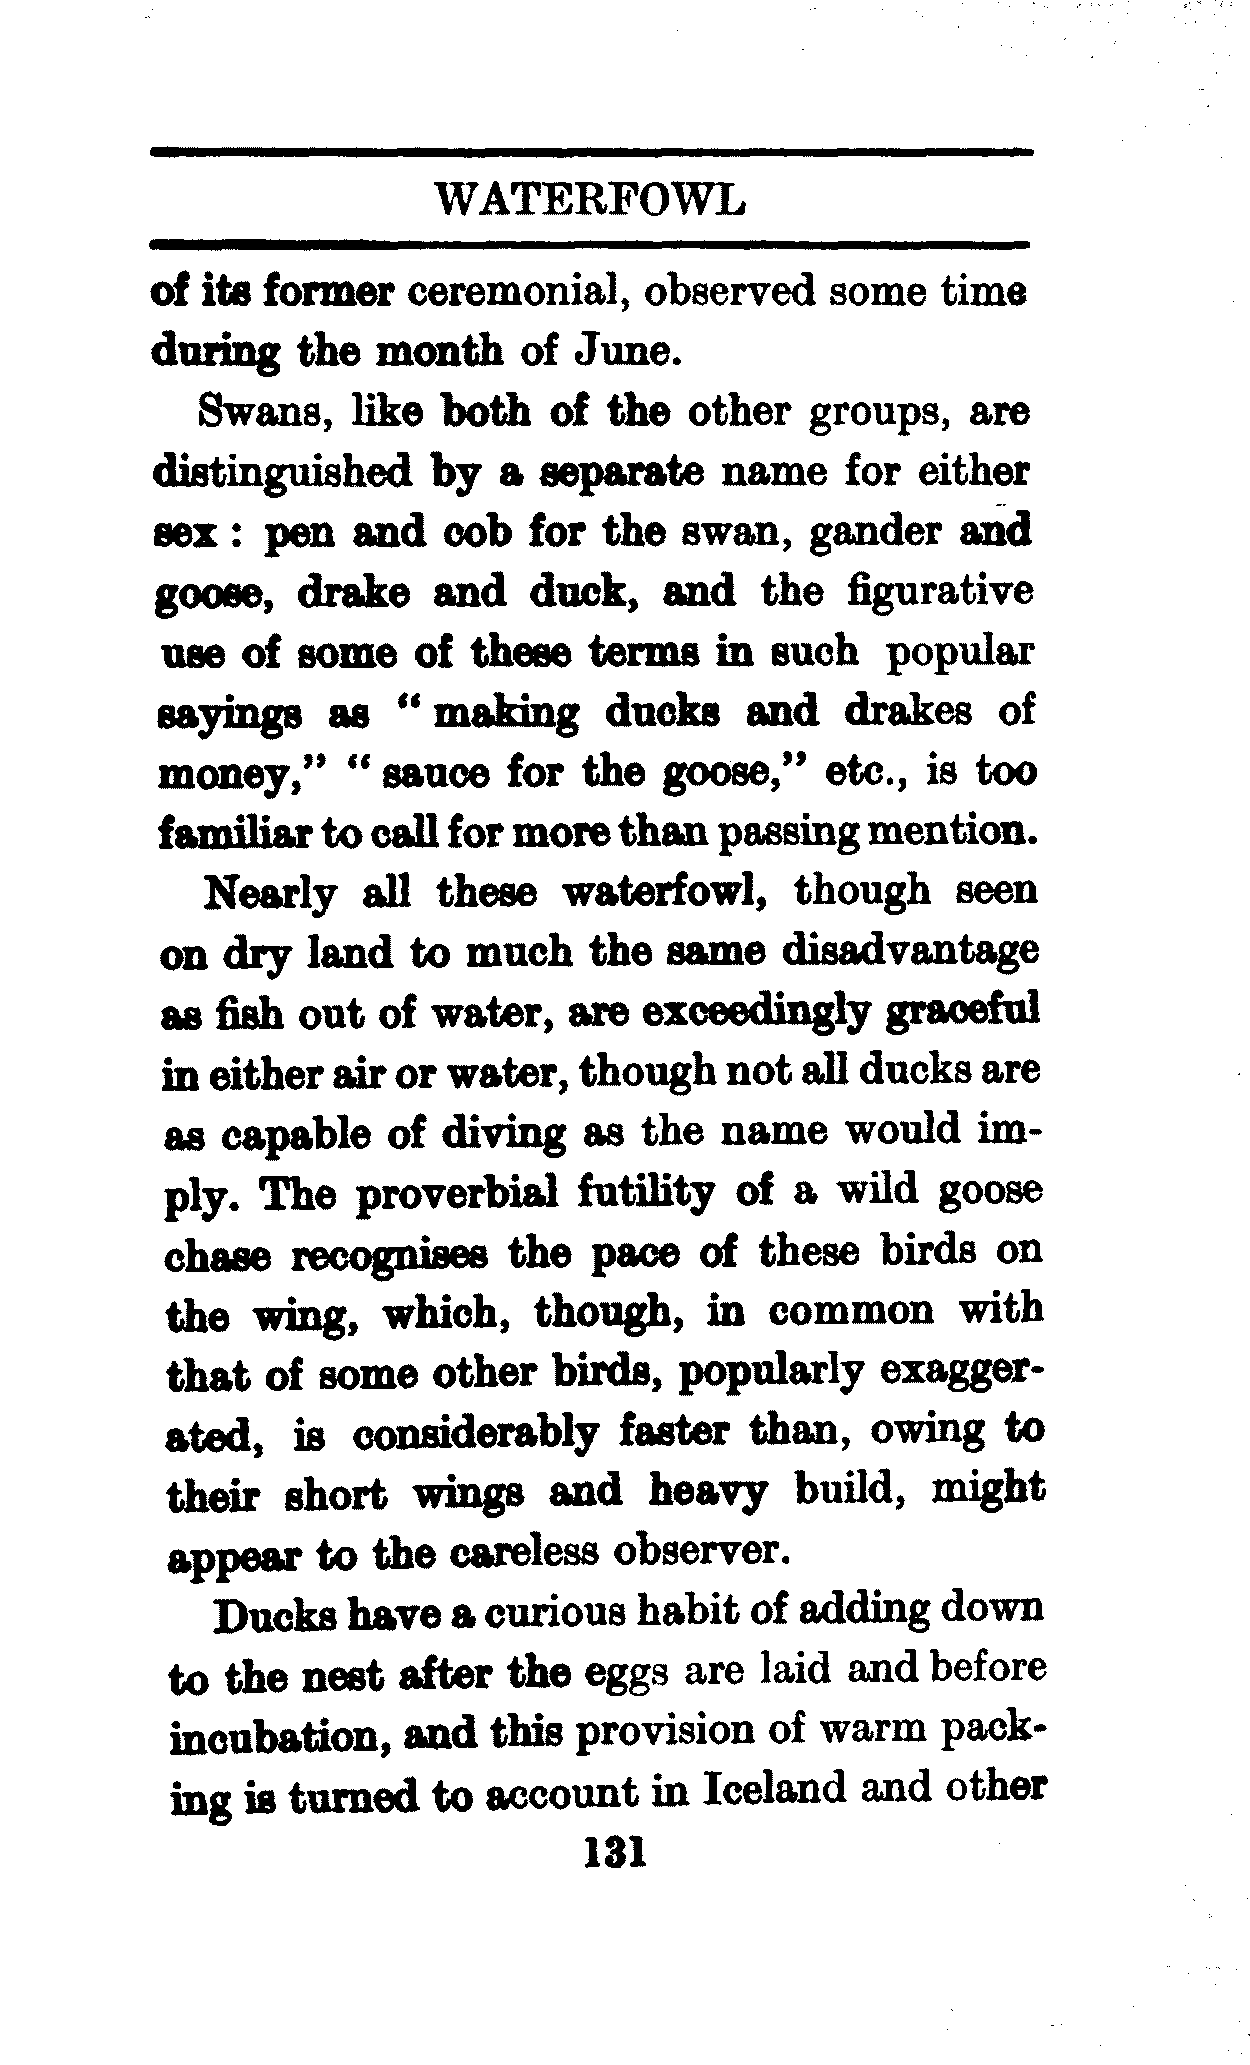 WATERFOWL
of its former ceremonial, observed some time
during the month of June.
Swans, like both of the other groups, are
distinguished by a separate name for either
sex : pen and cob for the swan, gander and
goose, drake and duck, and the figurative
use of some of these terms in such popular
sayings as “ making ducks and drakes of
money,” “ sauce for the goose,” etc., is too
familiar to call for more than passing mention.
Nearly all these waterfowl, though seen
on dry land to much the same disadvantage
as fish out of water, are exceedingly graceful
in either air or water, though not all ducks are
as capable of diving as the name would im-
ply. The proverbial futility of a wild goose
chase recognises the pace of these birds on
the wing, which, though, in common with
that of some other birds, popularly exagger-
ated, is considerably faster than, owing to
their short wings and heavy build, might
appear to the careless observer.
Ducks have a curious habit of adding down
to the nest after the eggs are laid and before
incubation, and this provision of warm pack-
ing is turned to account in Iceland and other
131